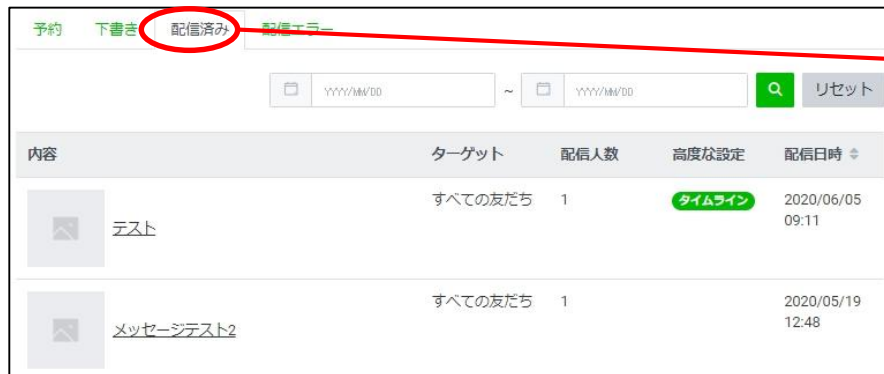 予約 下書き 配信済み 配信エラー
YYYY/MM/DD ~ YYYY/MM/DD リセット
内容 ターゲット 配信人数 高度な設定 配信日時
テスト すべての友だち 1 タイムライン 2020/06/05
09:11
メッセージテスト2 すべての友だち 1 2020/05/19
12:48